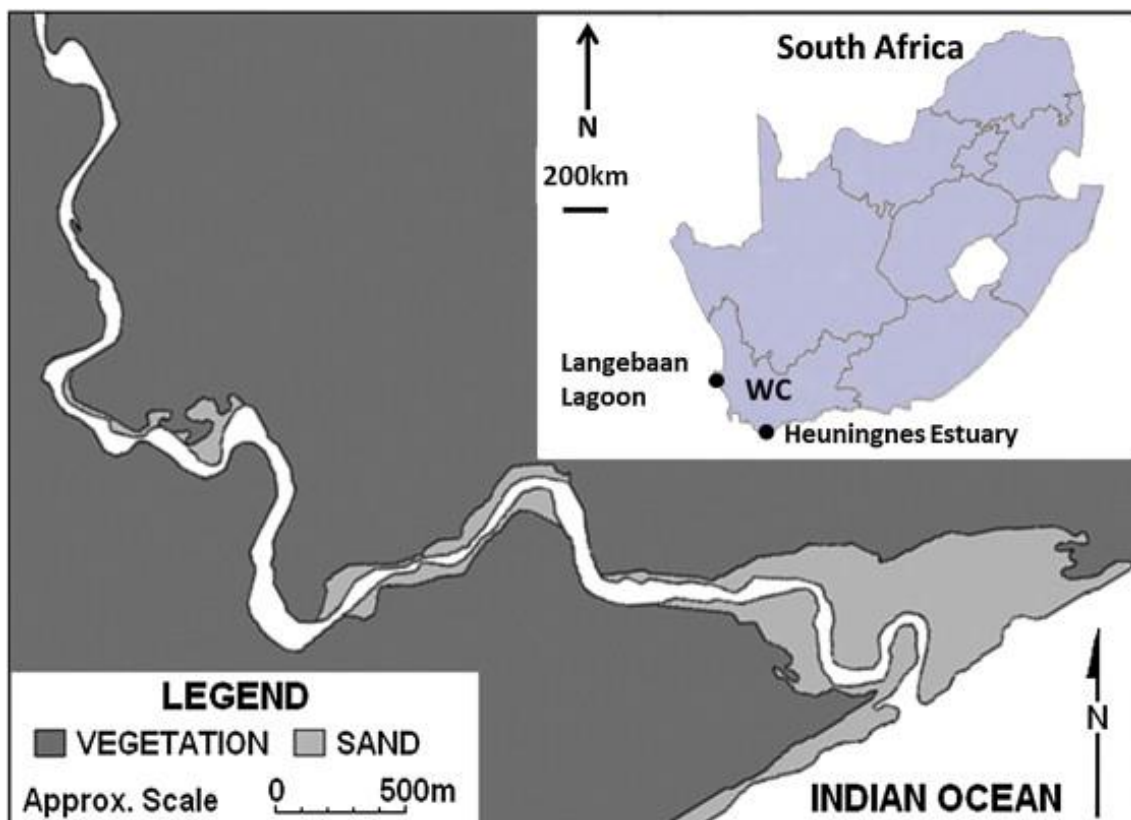 South Africa
N
200km
Langebaan
Lagoon
WC
Heuningnes Estuary
LEGEND
VEGETATION SAND
Approx. Scale 0 500m
N
INDIAN OCEAN